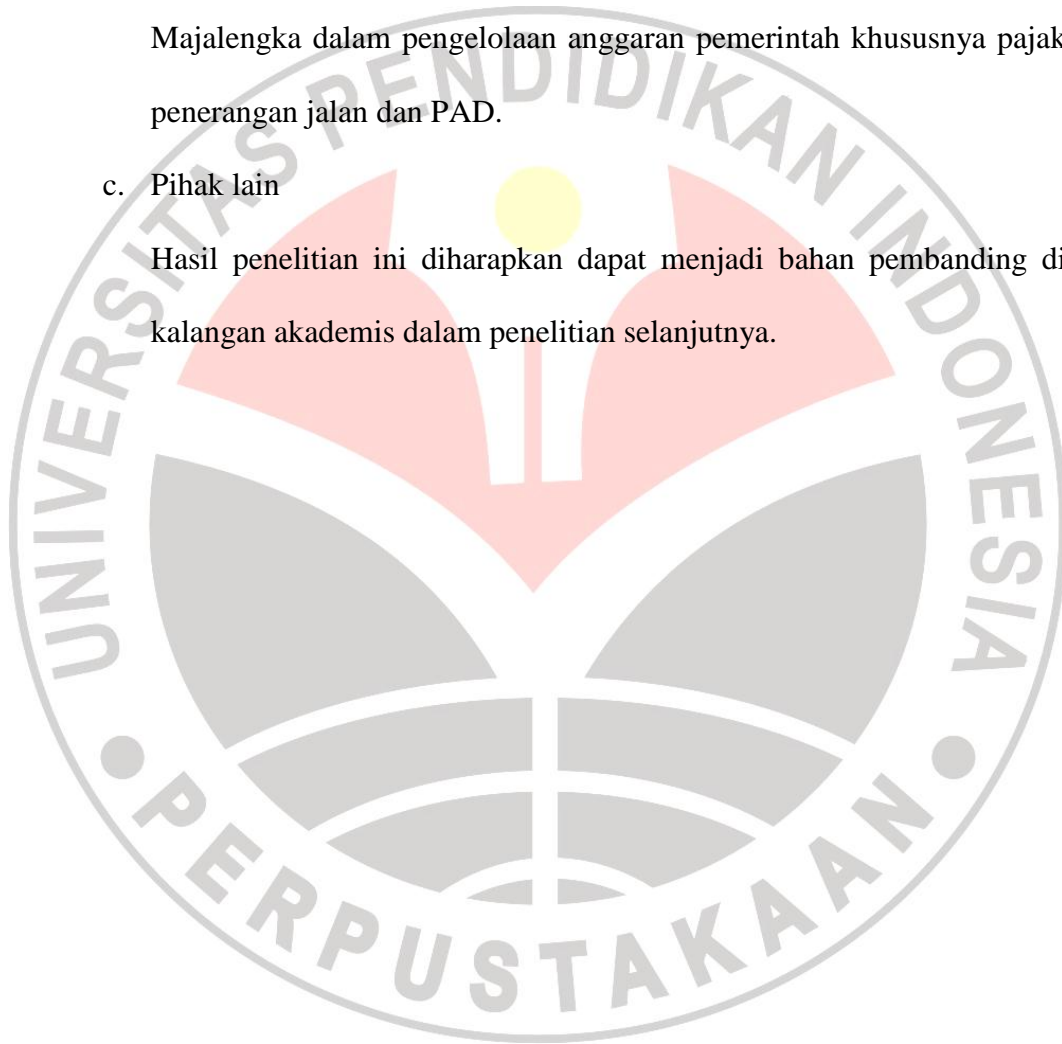 Majalengka dalam pengelolaan anggaran pemerintah khususnya pajak
penerangan jalan dan PAD.
c. Pihak lain
Hasil penelitian ini diharapkan dapat menjadi bahan pembanding di
kalangan akademis dalam penelitian selanjutnya.
UNIVERSITAS PENDIDIKAN INDONESIA
PERPUSTAKAAN